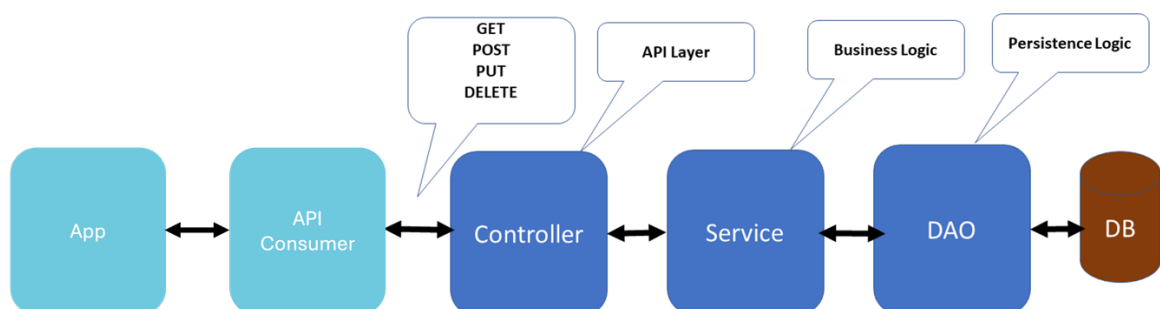 GET
POST
PUT
DELETE
API Layer
Business Logic
Persistence Logic
App
API
Consumer
Controller
Service
DAO
DB